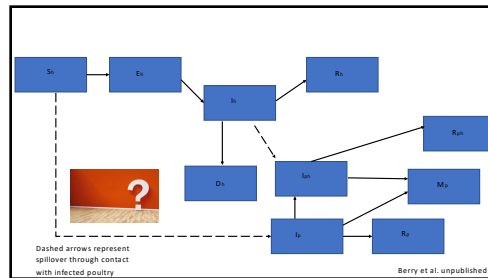 Sh
Eh
Rh
Ih
Rph
Dh
Iph
Mp
Ip
Rp
?
Dashed arrows represent
spillover through contact
with infected poultry
Berry et al. unpublished